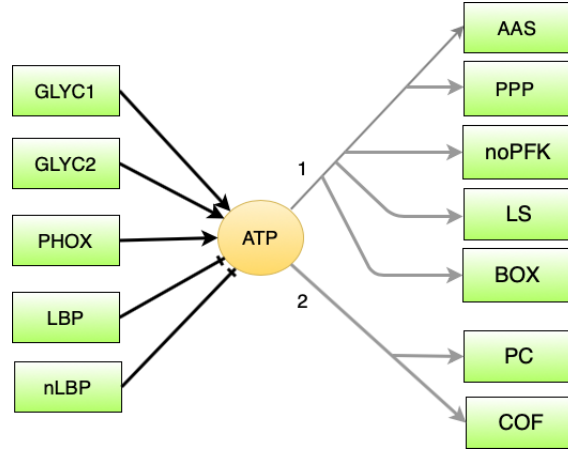 GLYC1
GLYC2
PHOX
LBP
nLBP
ATP
1
2
AAS
PPP
noPFK
LS
BOX
PC
COF